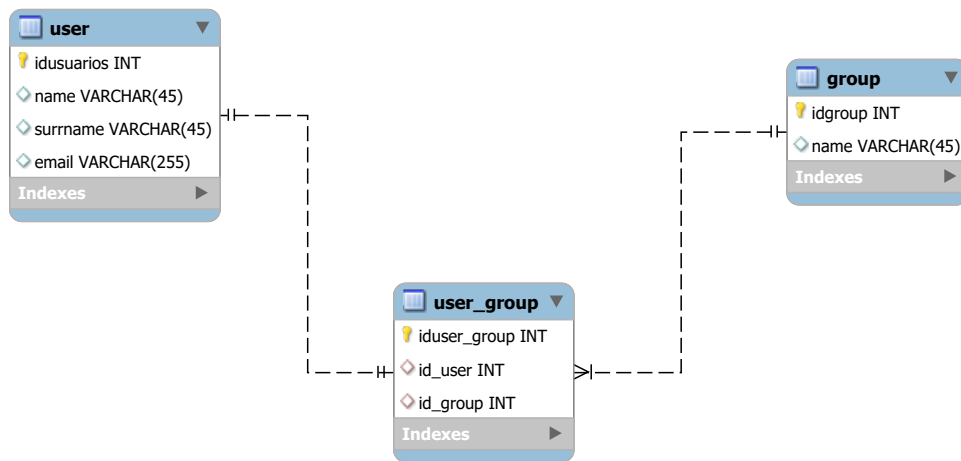 user
idusuarios INT
name VARCHAR(45)
surrname VARCHAR(45)
email VARCHAR(255)
Indexes
group
idgroup INT
name VARCHAR(45)
Indexes
user_group
iduser_group INT
id_user INT
id_group INT
Indexes